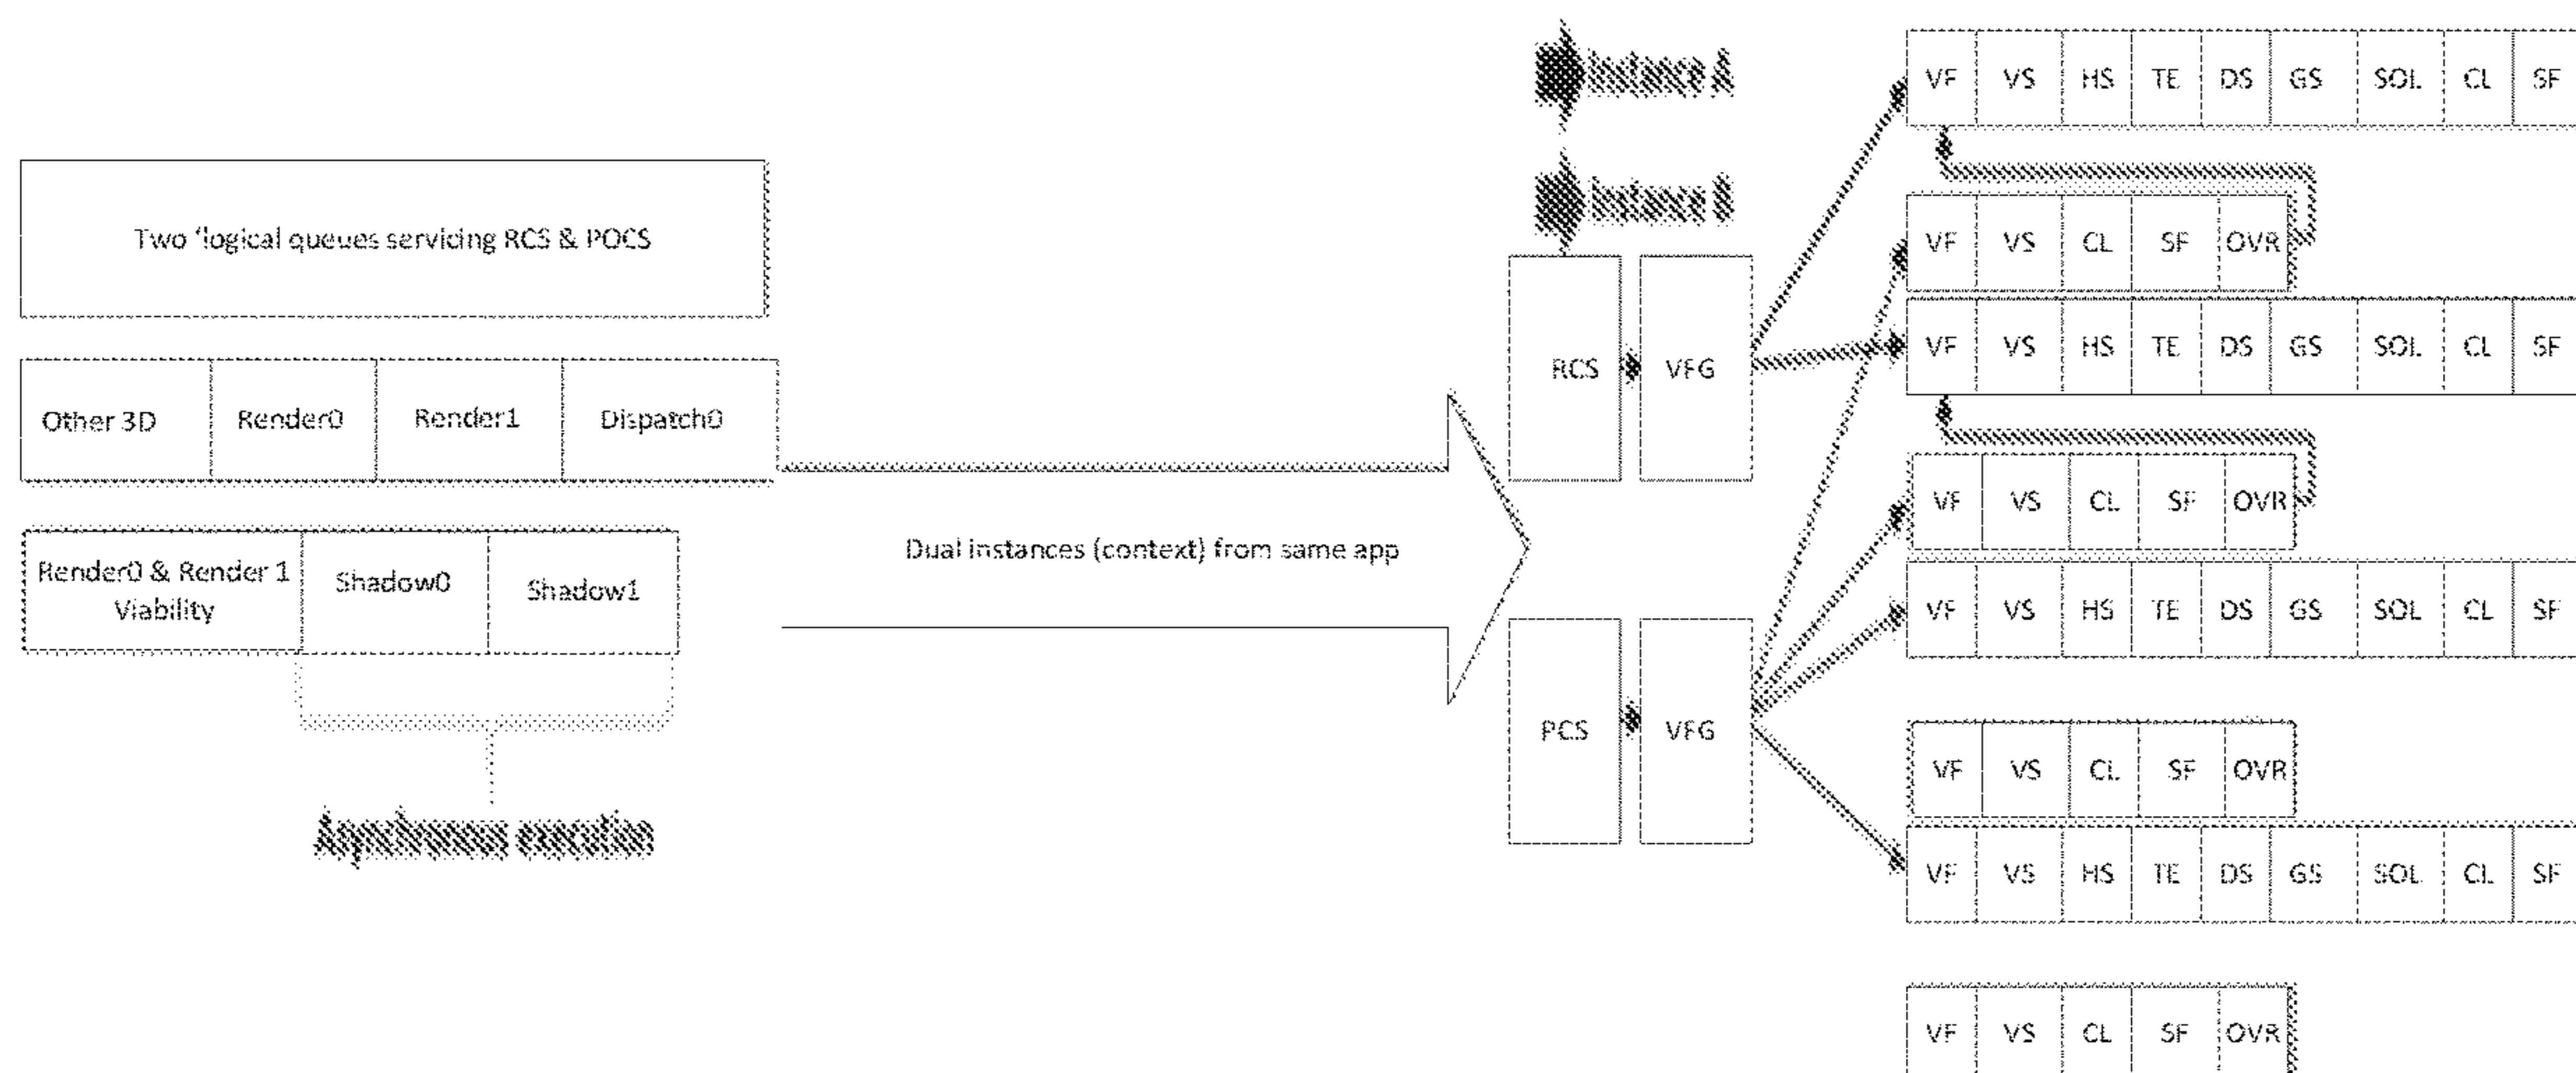 Two 'logical queues servicing RCS & POCS
Other 3D Render0 Render1 Dispatch0
Render0 & Render 1
Viability
Shadow0 Shadow1
Asynchronous execution
Dual instances (context) from same app
Instance A
Instance B
RCS VFG
PCS VFG
VF VS HS TE DS GS SOL CL SF
VF VS CL SF OVR
VF VS HS TE DS GS SOL CL SF
VF VS CL SF OVR
VF VS HS TE DS GS SOL CL SF
VF VS CL SF OVR
VF VS HS TE DS GS SOL CL SF
VF VS CL SF OVR